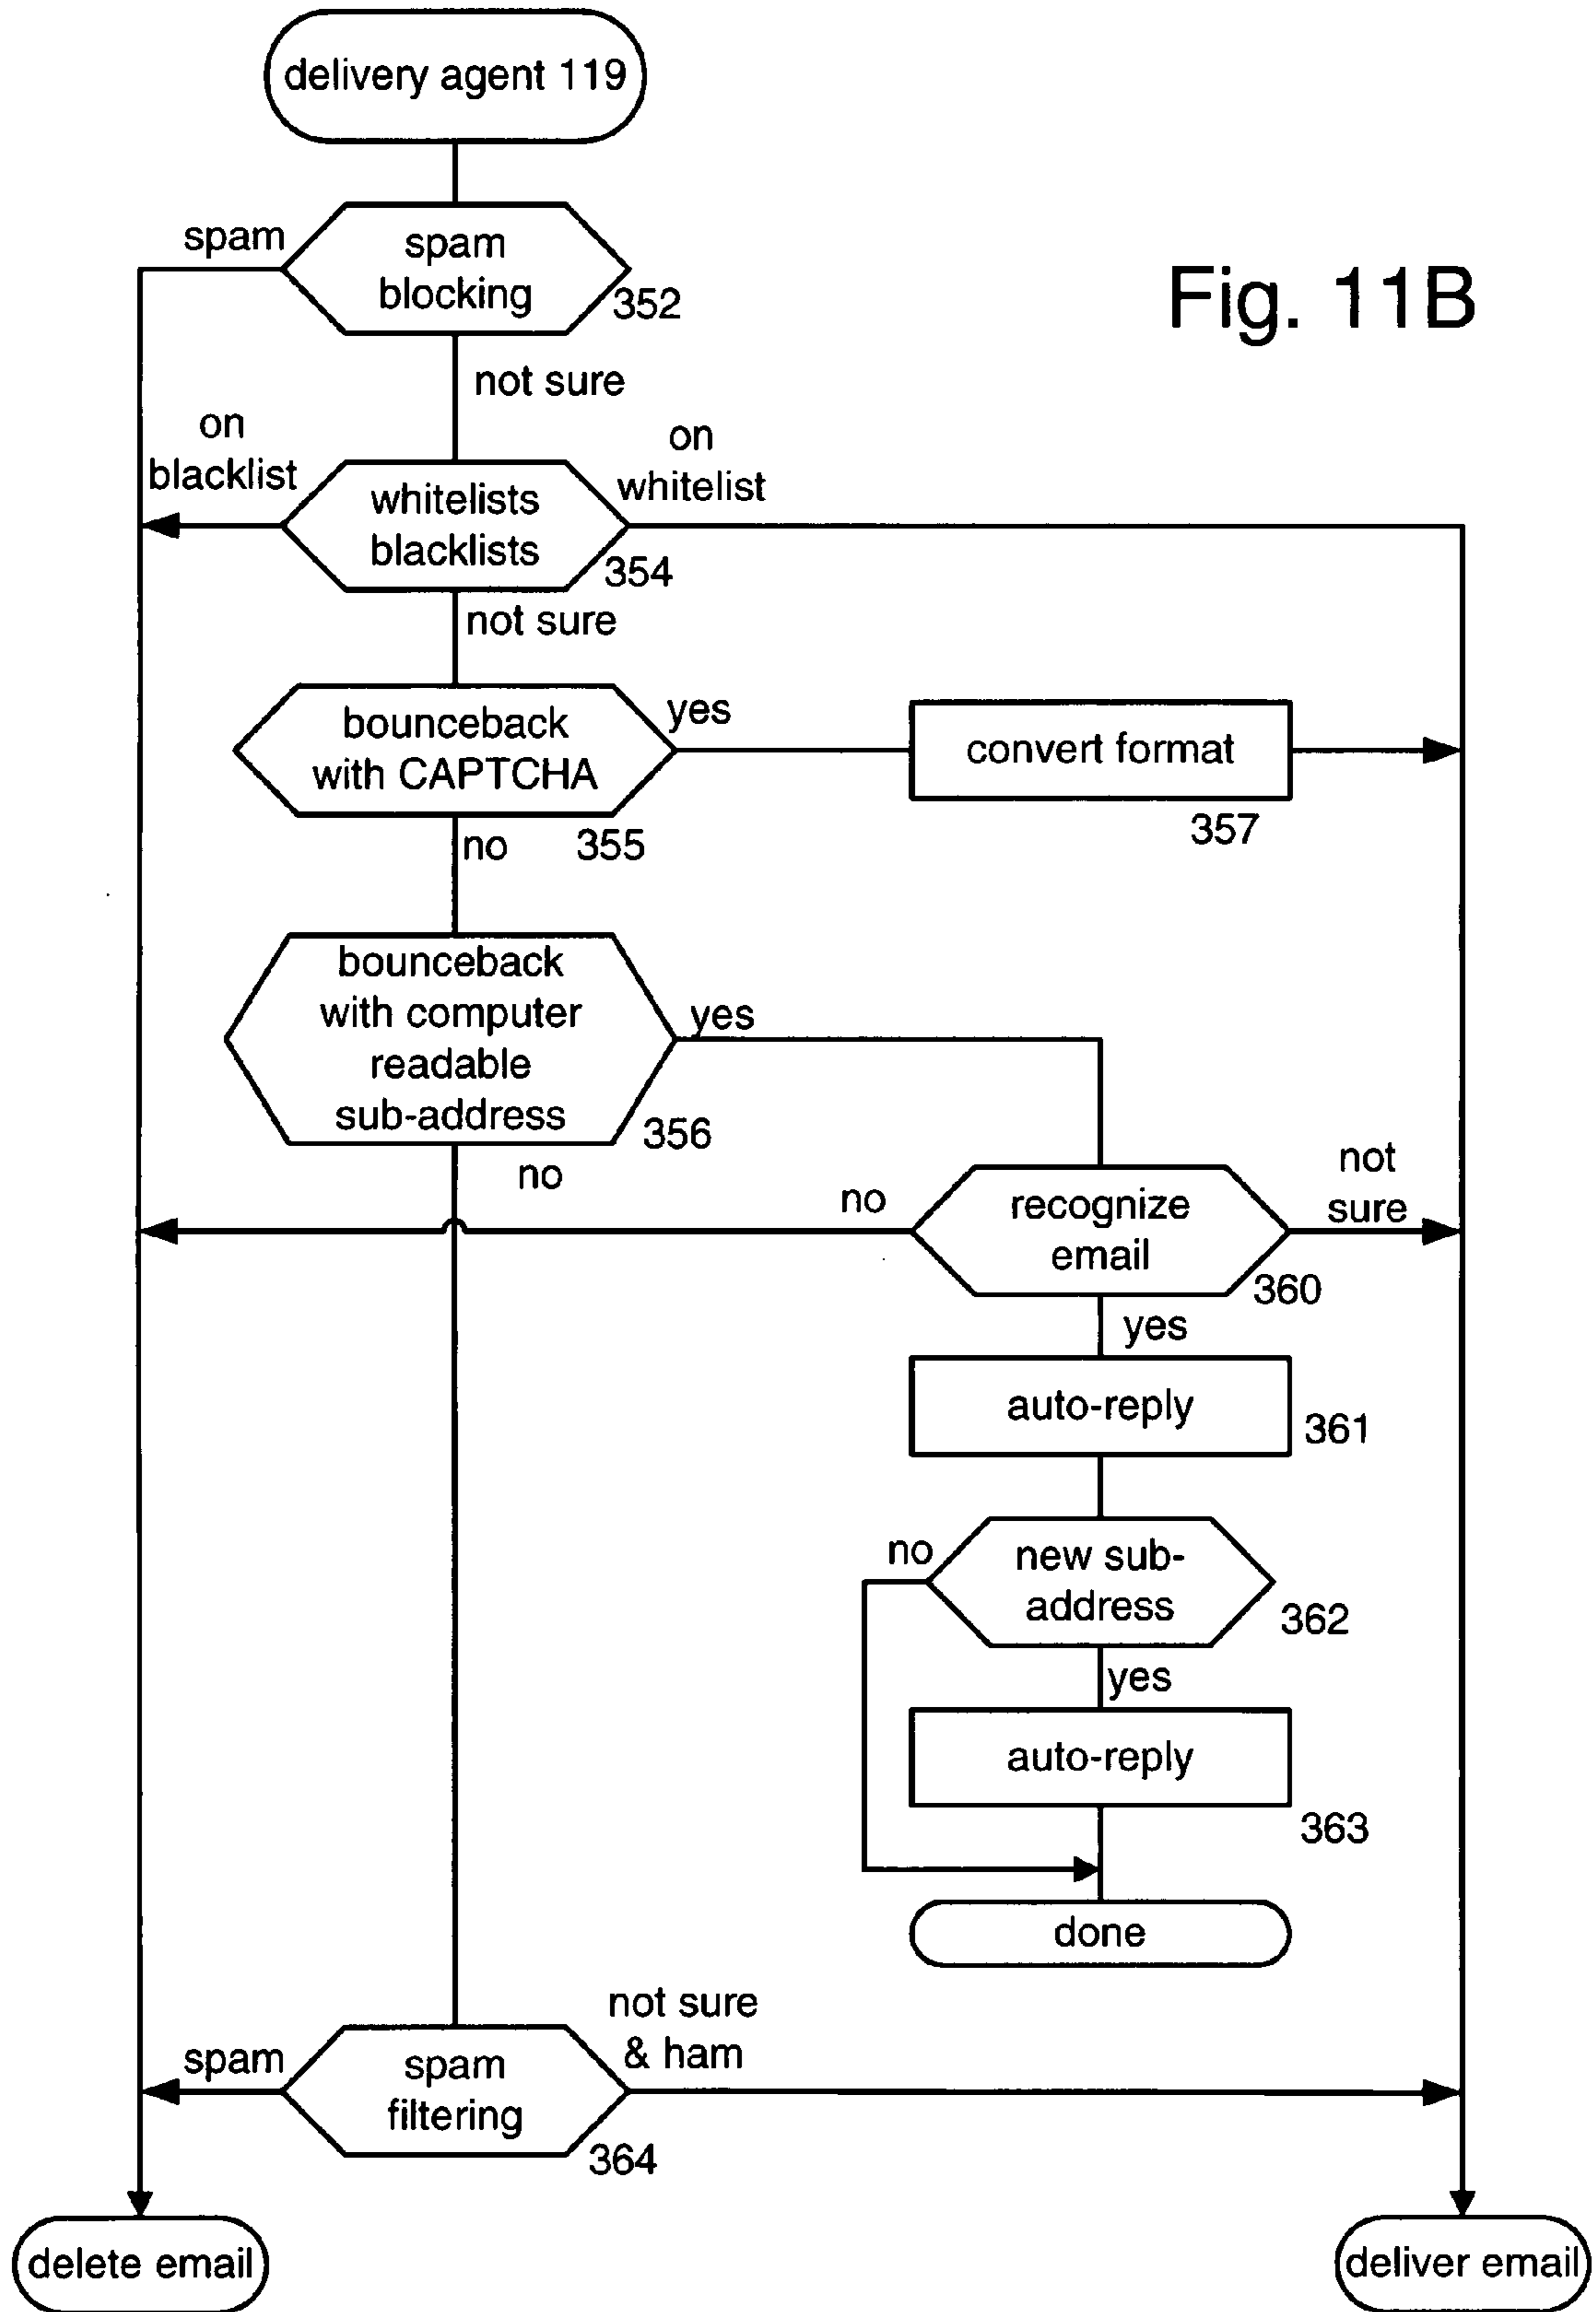 delivery agent 119
spam
spam
blocking
352
Fig. 11B
not sure
on
blacklist
whitelists
blacklists
354
on
whitelist
not sure
bounceback
with CAPTCHA
355
yes
convert format
357
no
bounceback
with computer
readable
sub-address
356
yes
no
no
recognize
email
360
not
sure
yes
auto-reply
361
no
new sub-
address
362
yes
auto-reply
363
done
spam
spam
filtering
364
not sure
& ham
delete email
deliver email